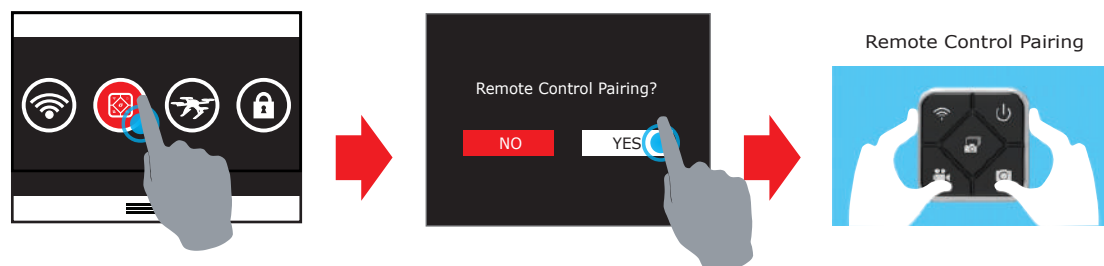 Remote Control Pairing?
NO
YES
Remote Control Pairing